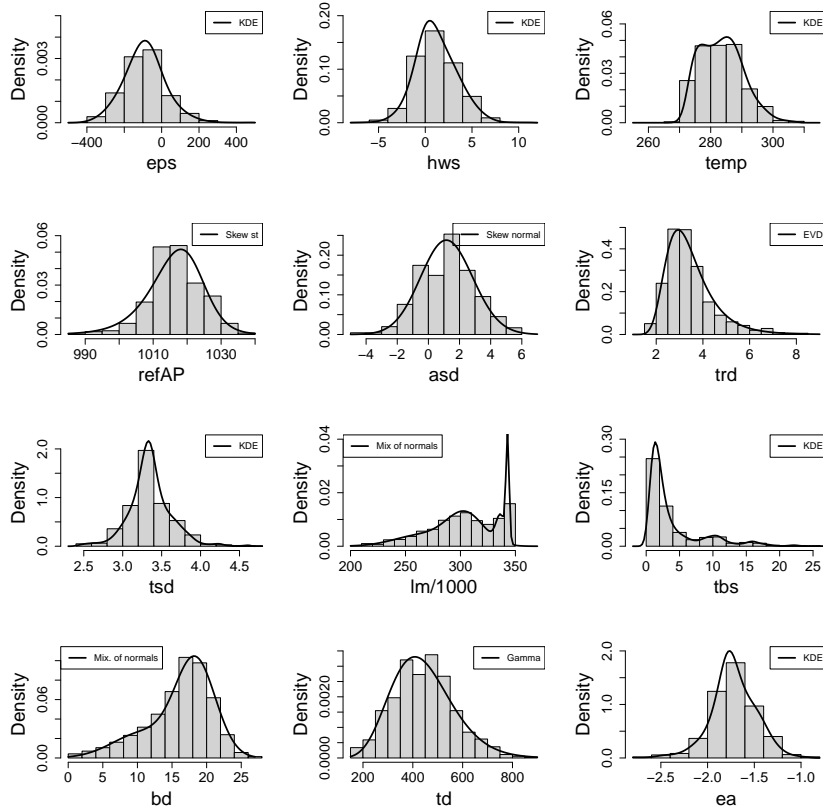 KDE
Density
0.000 0.003
−400 0 200 400
eps
KDE
Density
0.00 0.10 0.20
−5 0 5 10
hws
KDE
Density
0.00 0.03 0.06
260 280 300
temp
Skew st
Density
0.00 0.03 0.06
990 1010 1030
refAP
Skew normal
Density
0.00 0.10 0.20
−4 −2 0 2 4 6
asd
EVD
Density
0.0 0.2 0.4
2 4 6 8
trd
KDE
Density
0.0 1.0 2.0
2.5 3.0 3.5 4.0 4.5
tsd
Mix of normals
Density
0.00 0.02 0.04
200 250 300 350
lm/1000
KDE
Density
0.00 0.15 0.30
0 5 10 15 20 25
tbs
Mix. of normals
Density
0.00 0.06
0 5 10 15 20 25
bd
Gamma
Density
0.0000 0.0020
200 400 600 800
td
KDE
Density
0.0 1.0 2.0
−2.5 −2.0 −1.5 −1.0
ea